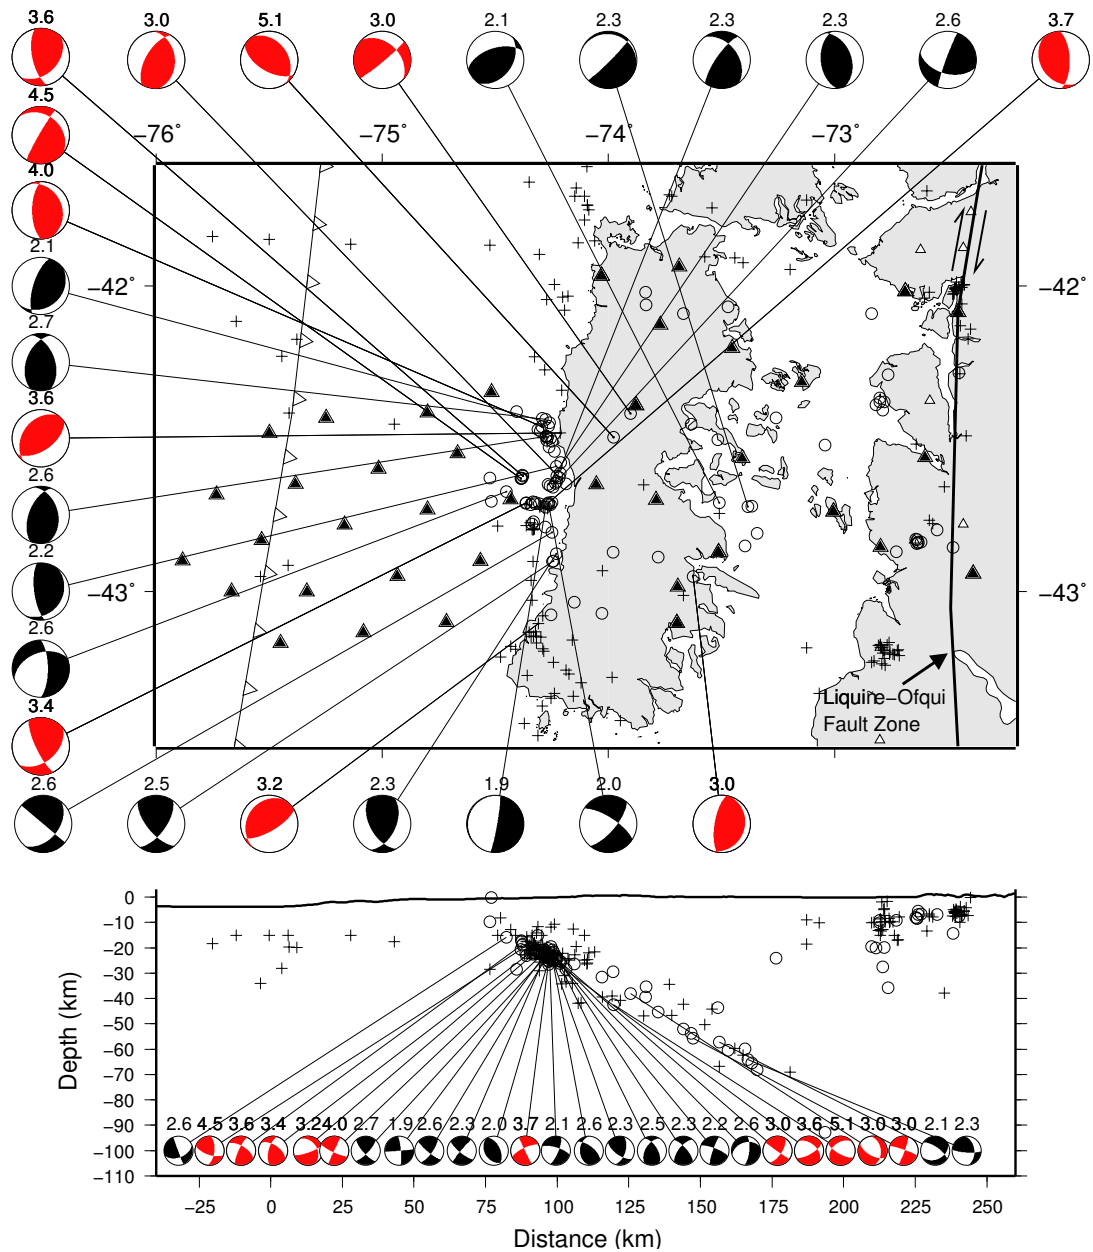 3.6 3.0 5.1 3.0 2.1 2.3 2.3 2.3 2.6 3.7
4.5
−76° −75° −74° −73°
4.0
2.1
−42° −42°
2.7
3.6
2.6
2.2
−43° −43°
2.6
3.4
Liquiñe−Ofqui
Fault Zone
2.6 2.5 3.2 2.3 1.9 2.0 3.0
0
−10
−20
−30
−40
−50
−60
−70
−80
−90
−100
−110
Depth (km)
2.6 4.5 3.6 3.4 3.2 4.0 2.7 1.9 2.6 2.3 2.0 3.7 2.1 2.6 2.3 2.5 2.3 2.2 2.6 3.0 3.6 5.1 3.0 3.0 2.1 2.3
−25 0 25 50 75 100 125 150 175 200 225 250
Distance (km)